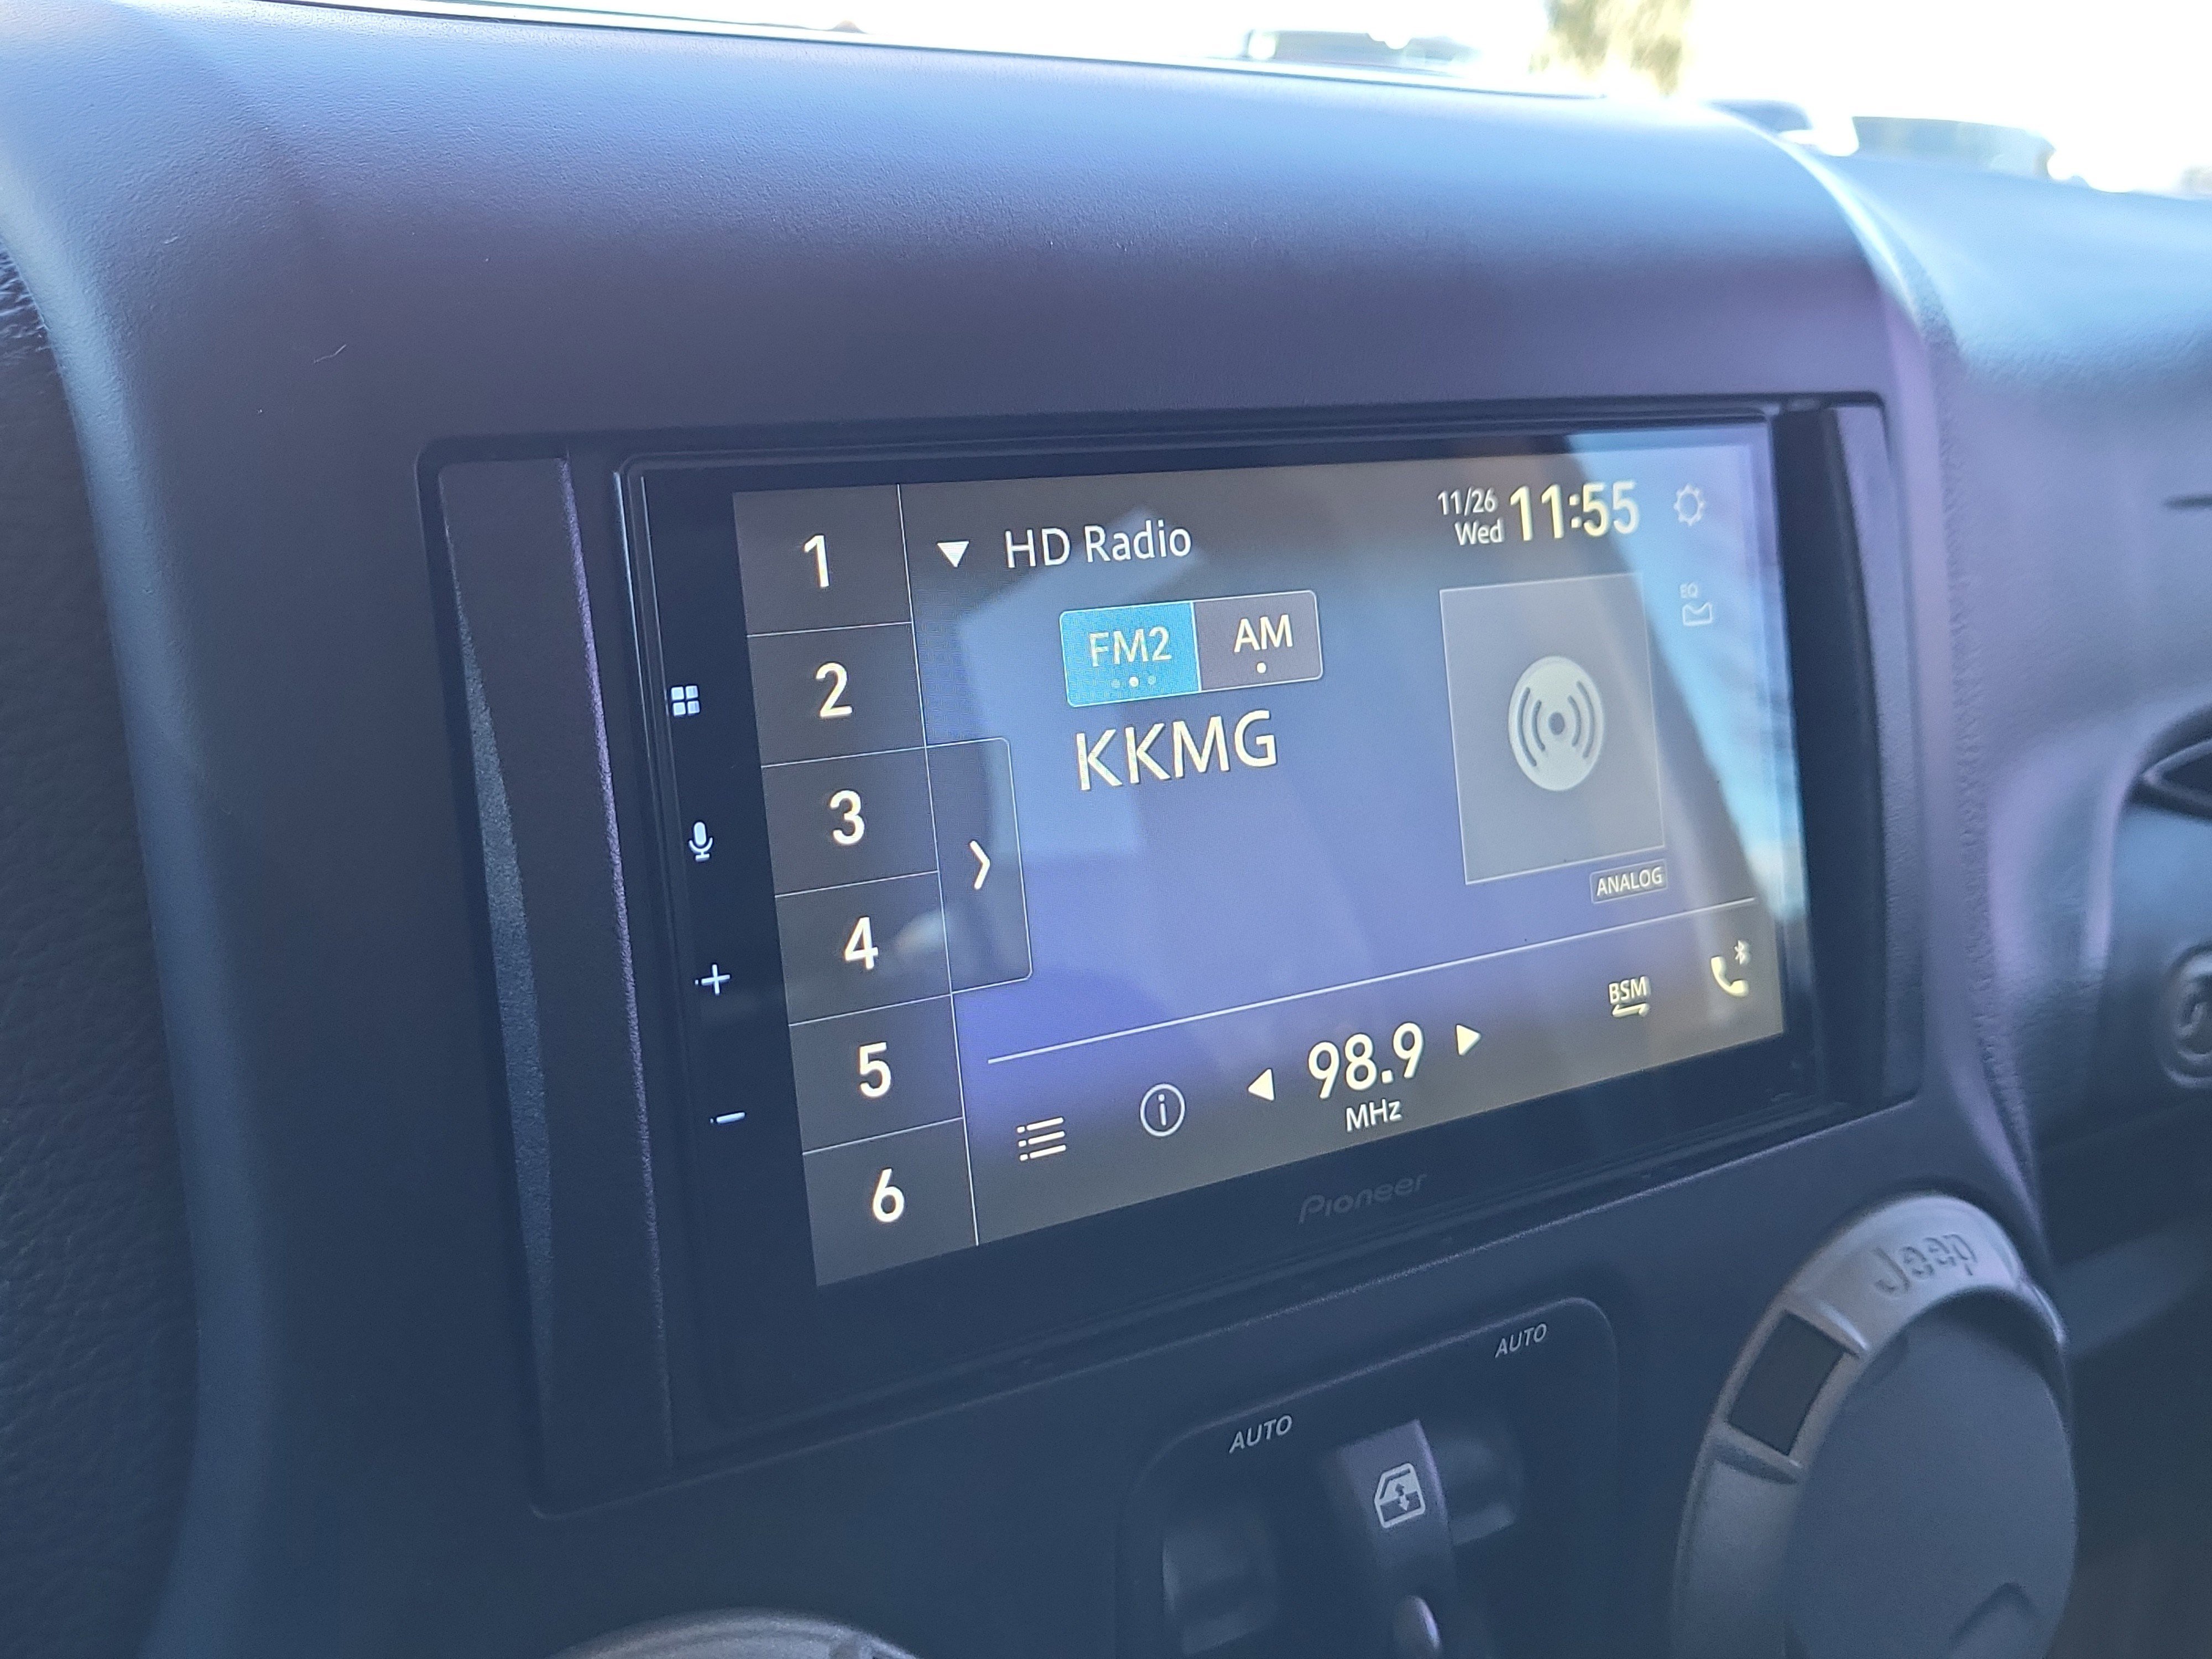 1
2
3
4
5
6
HD Radio
11/26
Wed
11:55
EQ
FM2
AM
KKMG
ANALOG
98.9
MHz
BSM
Pioneer
Jeep
AUTO
AUTO